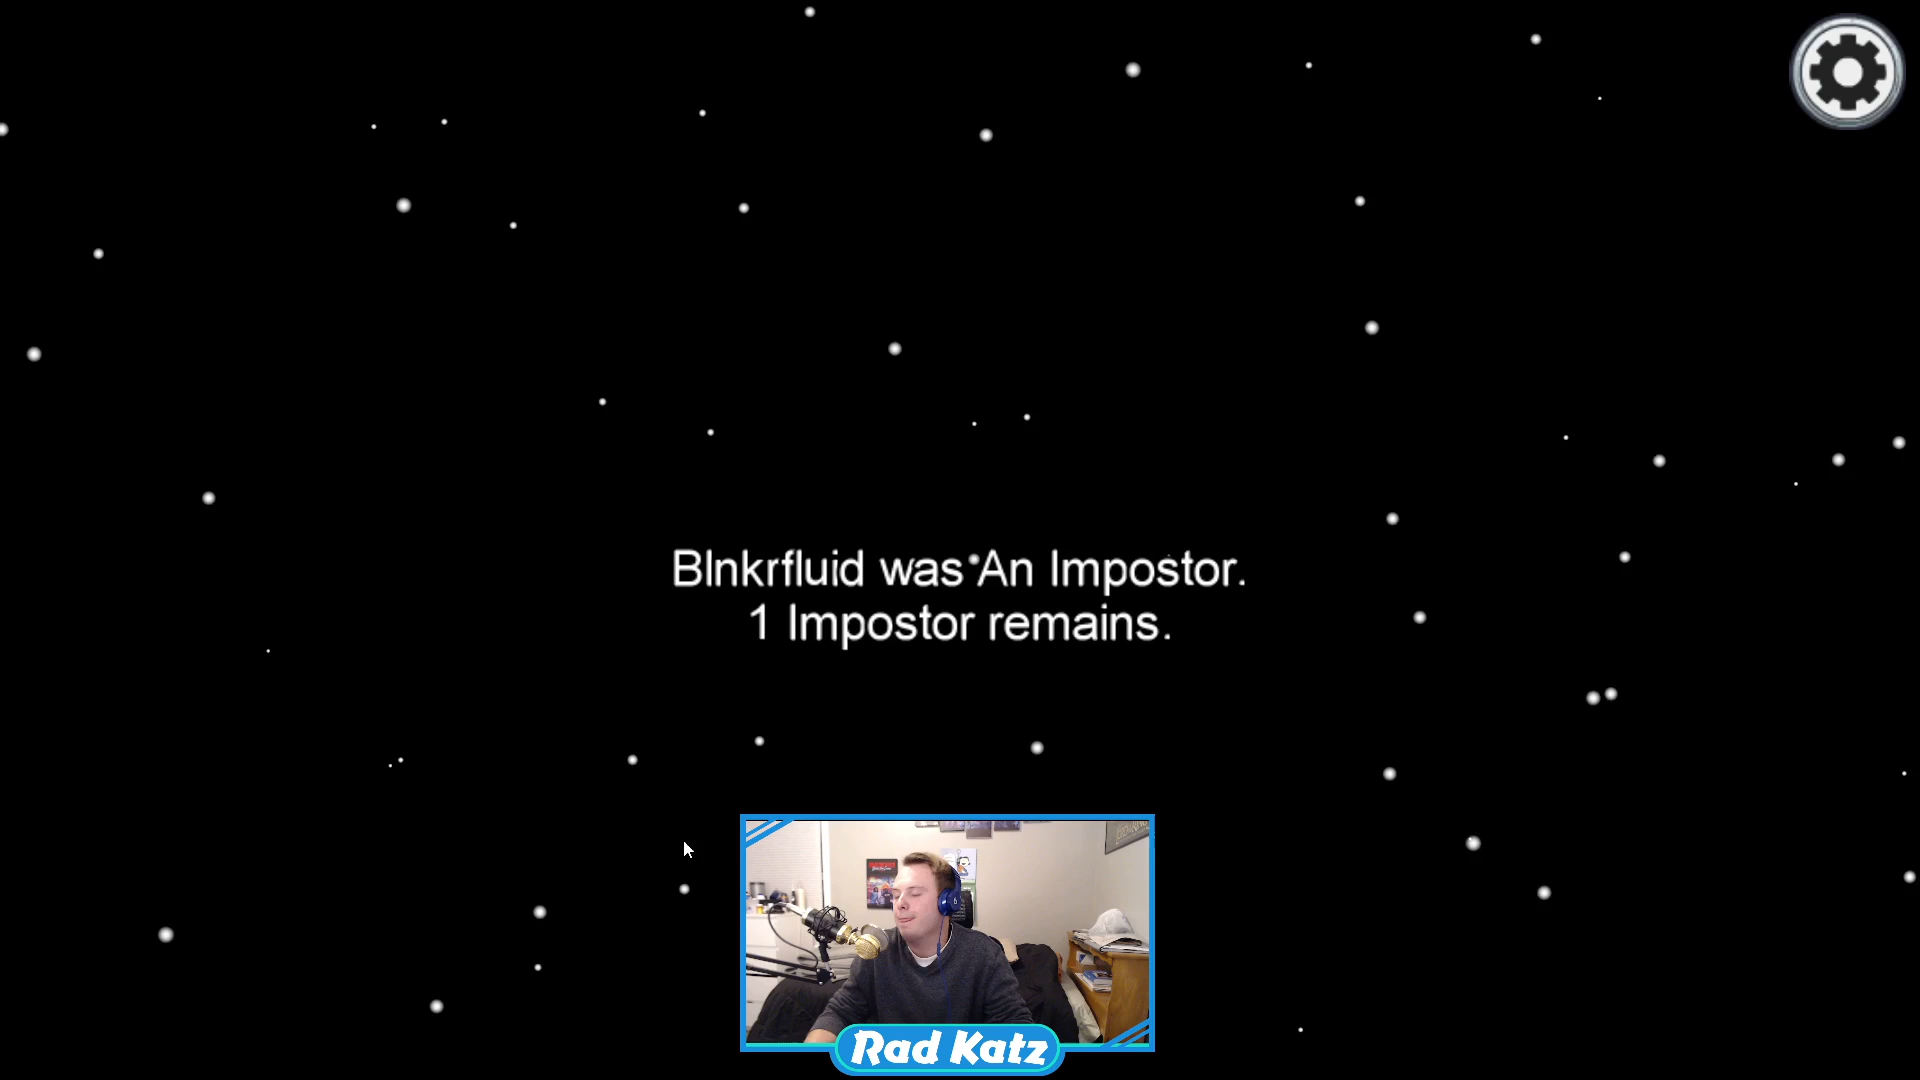 Blnkrfluid was An Impostor.
1 Impostor remains.
Rad Katz